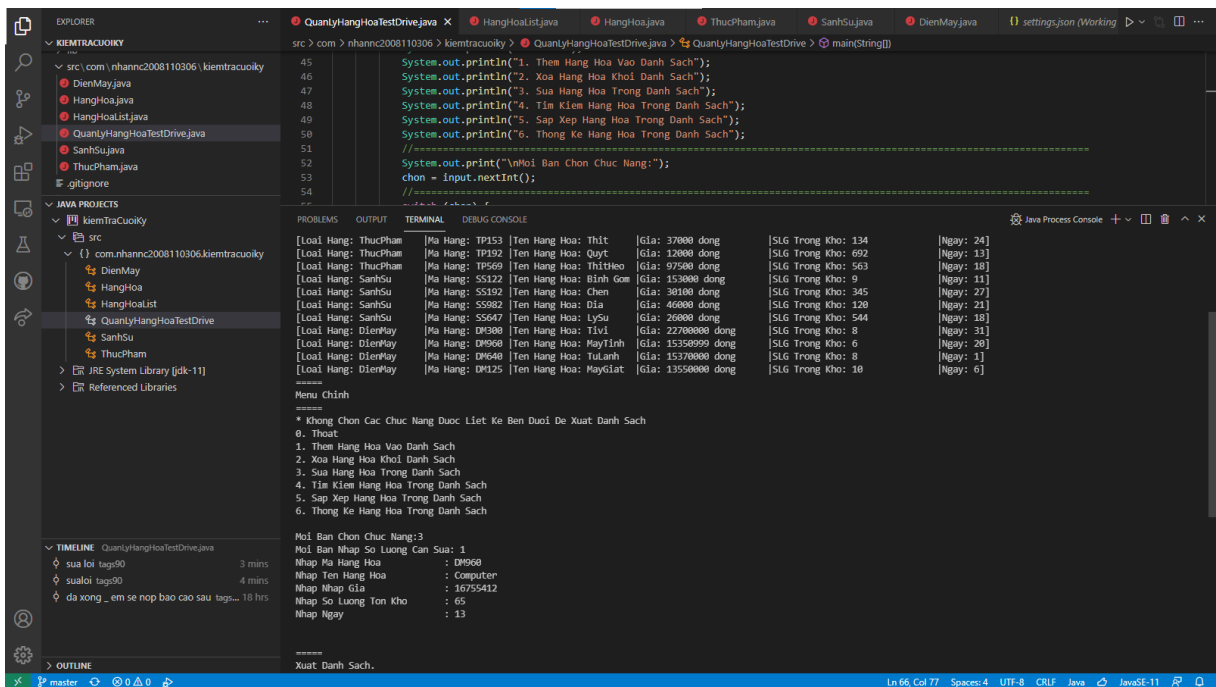 EXPLORER ...
KIEMTRACUOIKY
src\com\nhannc2008110306\kiemtracuoiky
DienMay.java
HangHoa.java
HangHoaList.java
QuanLyHangHoaTestDrive.java
SanhSu.java
ThucPham.java
.gitignore
JAVA PROJECTS
kiemTraCuoiKy
src
{} com.nhannc2008110306.kiemtracuoiky
DienMay
HangHoa
HangHoaList
QuanLyHangHoaTestDrive
SanhSu
ThucPham
JRE System Library [jdk-11]
Referenced Libraries
TIMELINE QuanLyHangHoaTestDrive.java
sua loi tags90 3 mins
sualoi tags90 4 mins
da xong _ em se nop bao cao sau tags... 18 hrs
OUTLINE
QuanLyHangHoaTestDrive.java HangHoaList.java HangHoa.java ThucPham.java SanhSu.java DienMay.java {} settings.json (Working
src > com > nhannc2008110306 > kiemtracuoiky > QuanLyHangHoaTestDrive.java > QuanLyHangHoaTestDrive > main(String[])
45 System.out.println("1. Them Hang Hoa Vao Danh Sach");
46 System.out.println("2. Xoa Hang Hoa Khoi Danh Sach");
47 System.out.println("3. Sua Hang Hoa Trong Danh Sach");
48 System.out.println("4. Tim Kiem Hang Hoa Trong Danh Sach");
49 System.out.println("5. Sap Xep Hang Hoa Trong Danh Sach");
50 System.out.println("6. Thong Ke Hang Hoa Trong Danh Sach");
51 //==========
52 System.out.print("\nMoi Ban Chon Chuc Nang:");
53 chon = input.nextInt();
54 //==========
55 switch (chon) {
PROBLEMS OUTPUT TERMINAL DEBUG CONSOLE Java Process Console
[Loai Hang: ThucPham |Ma Hang: TP153 |Ten Hang Hoa: Thit |Gia: 37000 dong |SLG Trong Kho: 134 |Ngay: 24]
[Loai Hang: ThucPham |Ma Hang: TP192 |Ten Hang Hoa: Quyt |Gia: 12000 dong |SLG Trong Kho: 692 |Ngay: 13]
[Loai Hang: ThucPham |Ma Hang: TP569 |Ten Hang Hoa: ThitHeo |Gia: 97500 dong |SLG Trong Kho: 563 |Ngay: 18]
[Loai Hang: SanhSu |Ma Hang: SS122 |Ten Hang Hoa: Binh Gom |Gia: 153000 dong |SLG Trong Kho: 9 |Ngay: 11]
[Loai Hang: SanhSu |Ma Hang: SS192 |Ten Hang Hoa: Chen |Gia: 30100 dong |SLG Trong Kho: 345 |Ngay: 27]
[Loai Hang: SanhSu |Ma Hang: SS982 |Ten Hang Hoa: Dia |Gia: 46000 dong |SLG Trong Kho: 120 |Ngay: 21]
[Loai Hang: SanhSu |Ma Hang: SS647 |Ten Hang Hoa: LySu |Gia: 26000 dong |SLG Trong Kho: 544 |Ngay: 18]
[Loai Hang: DienMay |Ma Hang: DM300 |Ten Hang Hoa: Tivi |Gia: 22700000 dong |SLG Trong Kho: 8 |Ngay: 31]
[Loai Hang: DienMay |Ma Hang: DM960 |Ten Hang Hoa: MayTinh |Gia: 15350999 dong |SLG Trong Kho: 6 |Ngay: 20]
[Loai Hang: DienMay |Ma Hang: DM640 |Ten Hang Hoa: TuLanh |Gia: 15370000 dong |SLG Trong Kho: 8 |Ngay: 1]
[Loai Hang: DienMay |Ma Hang: DM125 |Ten Hang Hoa: MayGiat |Gia: 13550000 dong |SLG Trong Kho: 10 |Ngay: 6]
=====
Menu Chinh
=====
* Khong Chon Cac Chuc Nang Duoc Liet Ke Ben Duoi De Xuat Danh Sach
0. Thoat
1. Them Hang Hoa Vao Danh Sach
2. Xoa Hang Hoa Khoi Danh Sach
3. Sua Hang Hoa Trong Danh Sach
4. Tim Kiem Hang Hoa Trong Danh Sach
5. Sap Xep Hang Hoa Trong Danh Sach
6. Thong Ke Hang Hoa Trong Danh Sach
Moi Ban Chon Chuc Nang:3
Moi Ban Nhap So Luong Can Sua: 1
Nhap Ma Hang Hoa : DM960
Nhap Ten Hang Hoa : Computer
Nhap Nhap Gia : 16755412
Nhap So Luong Ton Kho : 65
Nhap Ngay : 13
=====
Xuat Danh Sach.
master 0 0 Ln 66, Col 77 Spaces: 4 UTF-8 CRLF Java JavaSE-11